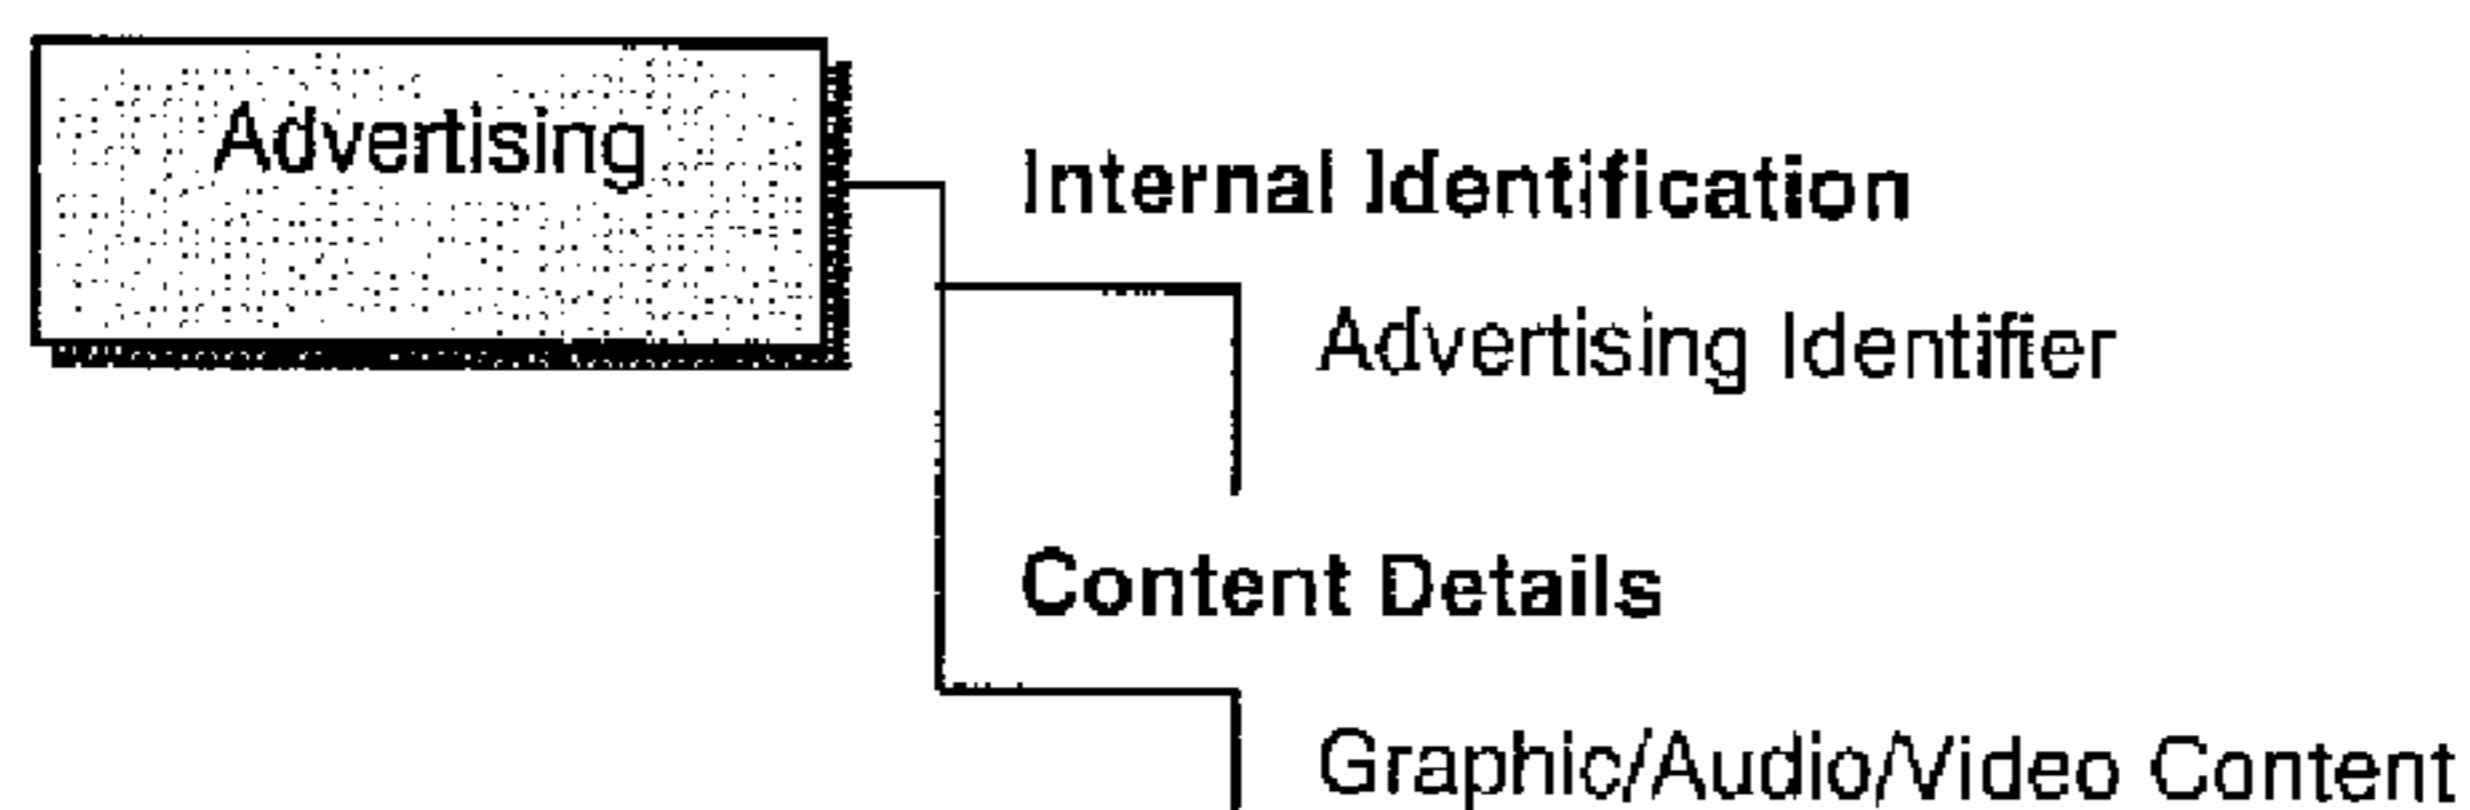 Advertising
Internal Identification
Advertising Identifier
Content Details
Graphic/Audio/Video Content